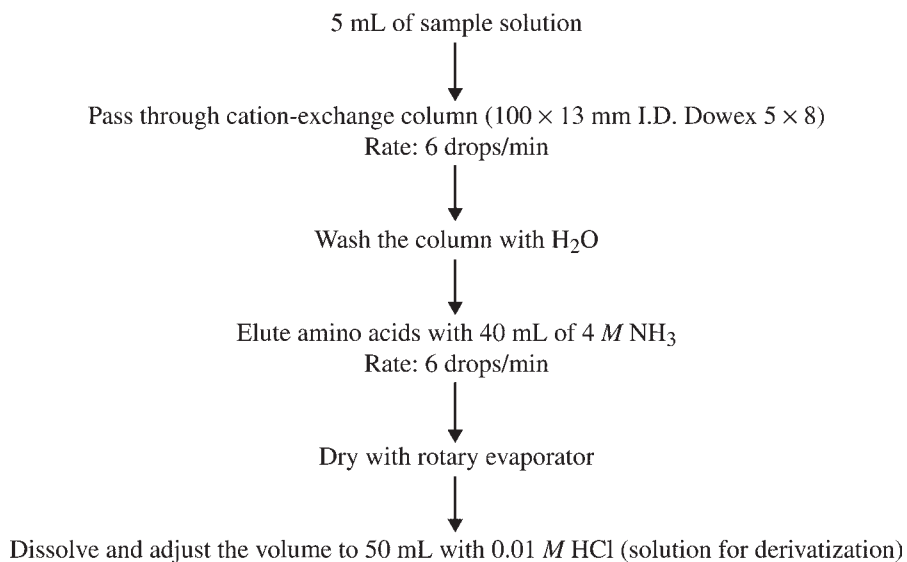 5 mL of sample solution
Pass through cation-exchange column (100 × 13 mm I.D. Dowex 5 × 8)
Rate: 6 drops/min
Wash the column with H₂O
Elute amino acids with 40 mL of 4 M NH₃
Rate: 6 drops/min
Dry with rotary evaporator
Dissolve and adjust the volume to 50 mL with 0.01 M HCl (solution for derivatization)